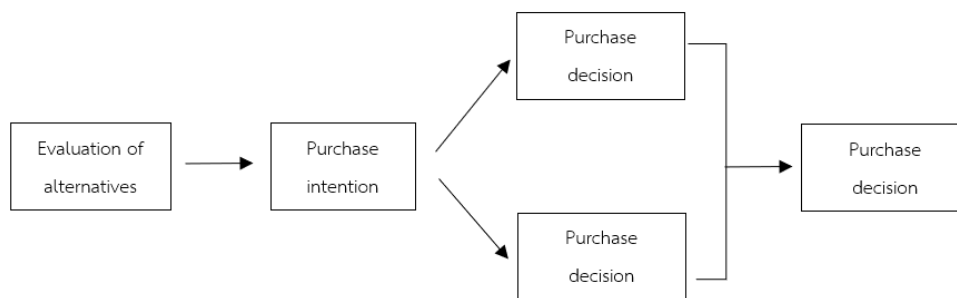 Evaluation of
alternatives
Purchase
intention
Purchase
decision
Purchase
decision
Purchase
decision